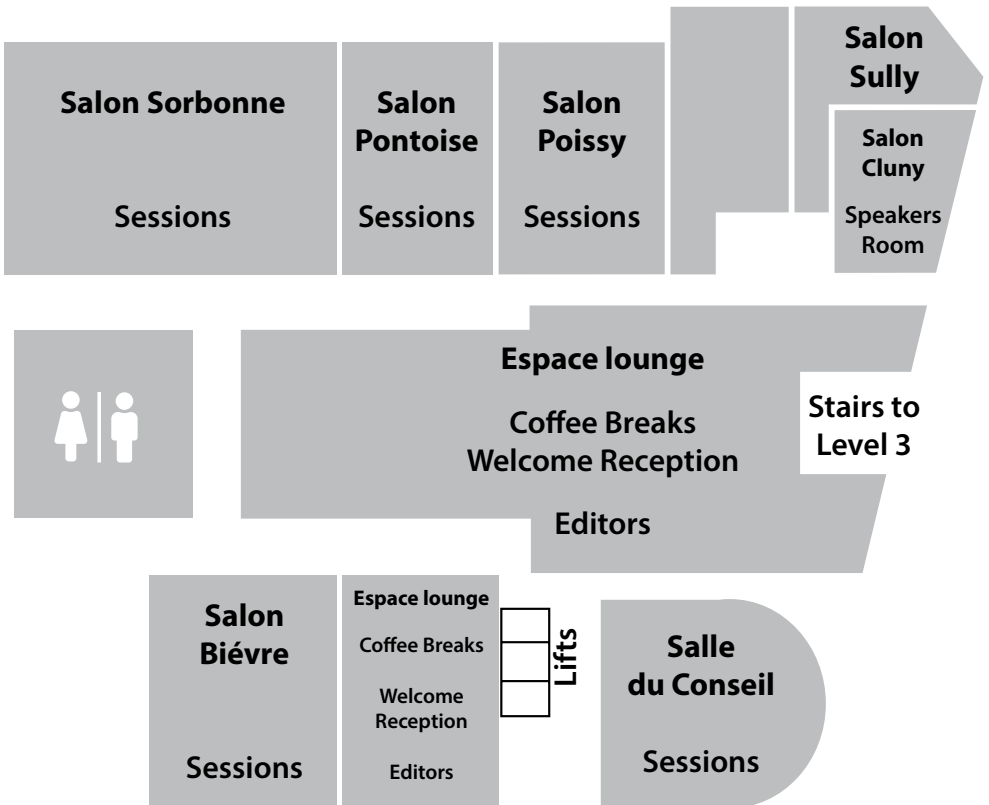 Salon Sorbonne
Sessions
Salon
Pontoise
Sessions
Salon
Poissy
Sessions
Salon
Sully
Salon
Cluny
Speakers
Room
Espace lounge
Coffee Breaks
Welcome Reception
Editors
Stairs to
Level 3
Salon
Biévre
Sessions
Espace lounge
Coffee Breaks
Welcome
Reception
Editors
Lifts
Salle
du Conseil
Sessions